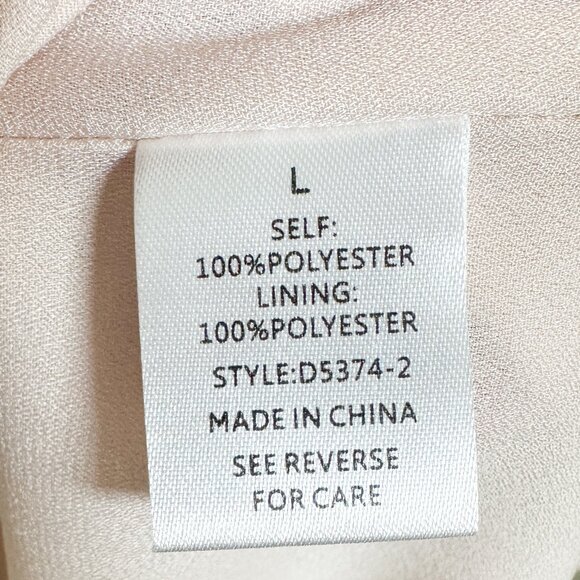 L
SELF:
100%POLYESTER
LINING:
100%POLYESTER
STYLE:D5374-2
MADE IN CHINA
SEE REVERSE
FOR CARE